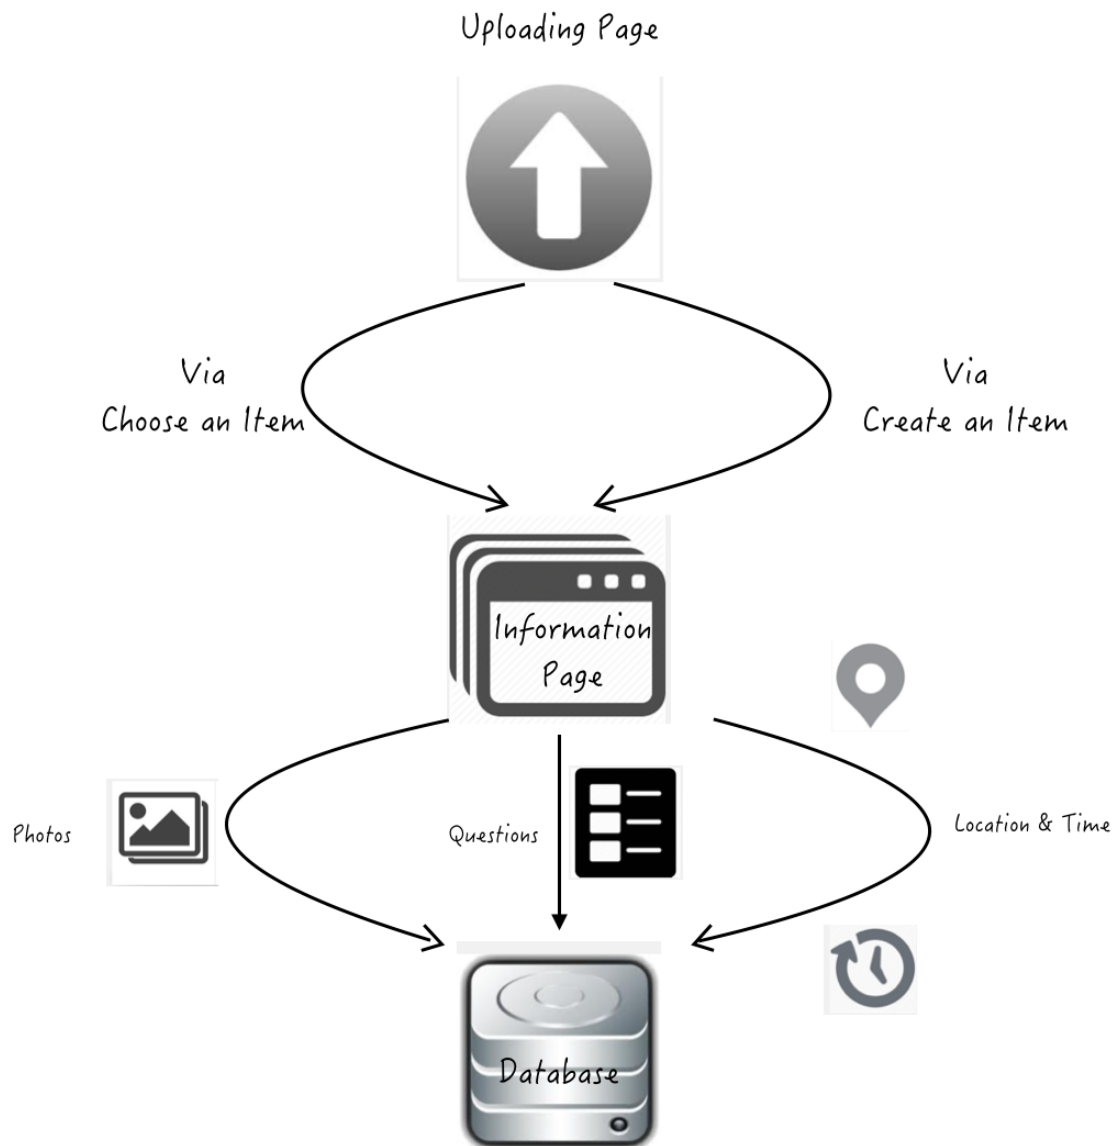 Uploading Page
Via
Choose an Item
Via
Create an Item
Information
Page
Photos
Questions
Location & Time
Database